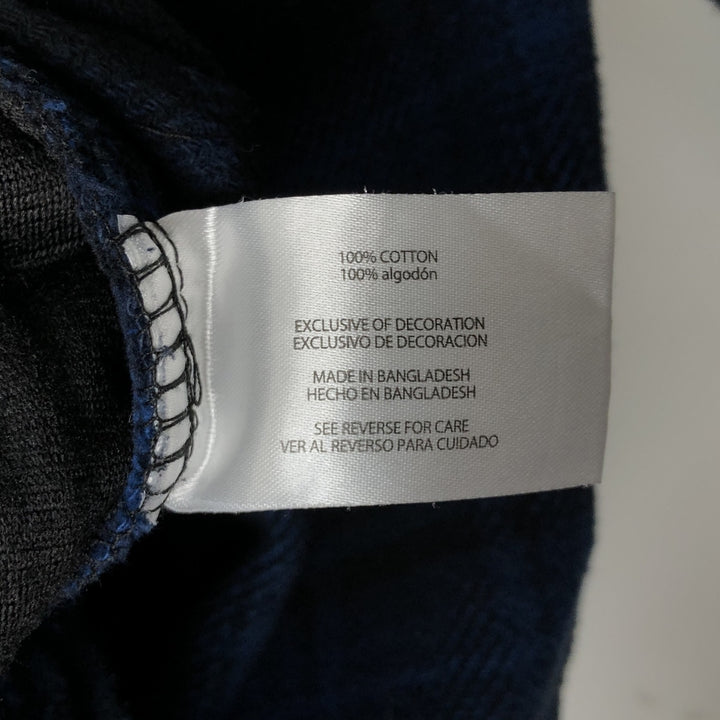 100% COTTON
100% algodón
EXCLUSIVE OF DECORATION
EXCLUSIVO DE DECORACION
MADE IN BANGLADESH
HECHO EN BANGLADESH
SEE REVERSE FOR CARE
VER AL REVERSO PARA CUIDADO